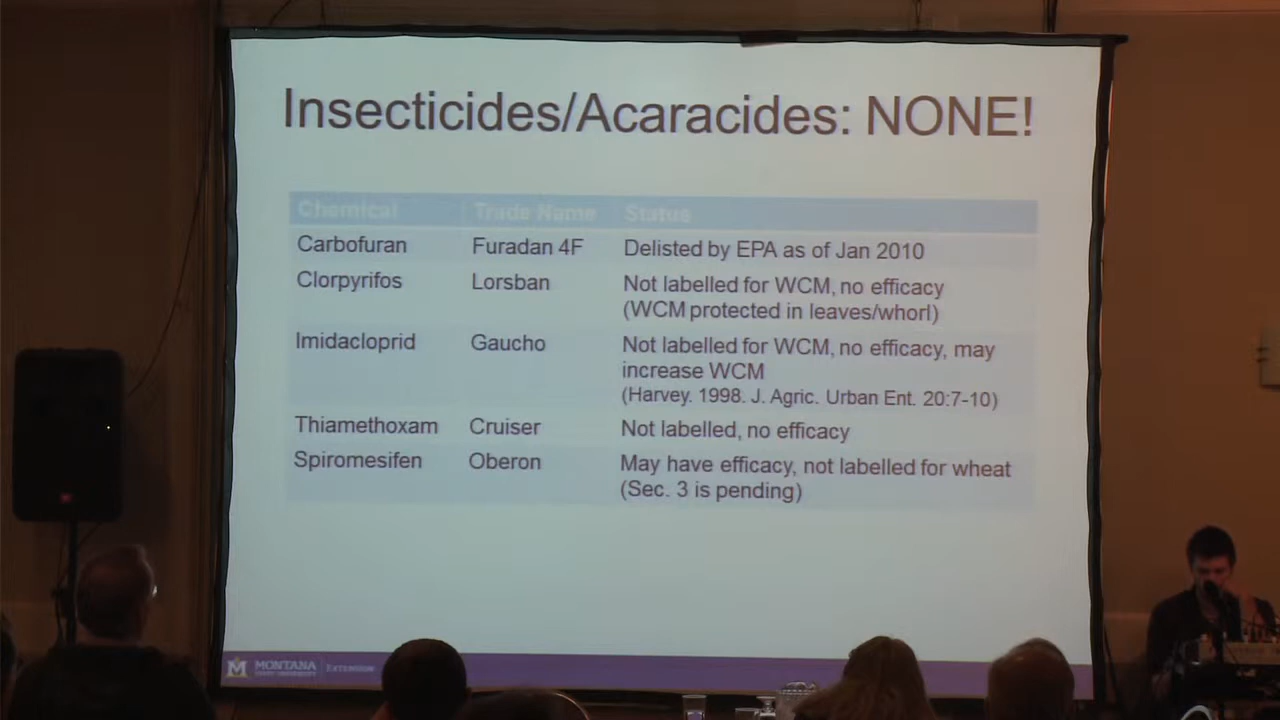 Insecticides/Acaracides: NONE!
Chemical Trade Name Status
Carbofuran Furadan 4F Delisted by EPA as of Jan 2010
Clorpyrifos Lorsban Not labelled for WCM, no efficacy
(WCM protected in leaves/whorl)
Imidacloprid Gaucho Not labelled for WCM, no efficacy, may
increase WCM
(Harvey. 1998. J. Agric. Urban Ent. 20:7-10)
Thiamethoxam Cruiser Not labelled, no efficacy
Spiromesifen Oberon May have efficacy, not labelled for wheat
(Sec. 3 is pending)
M MONTANA EXTENSION
STATE UNIVERSITY